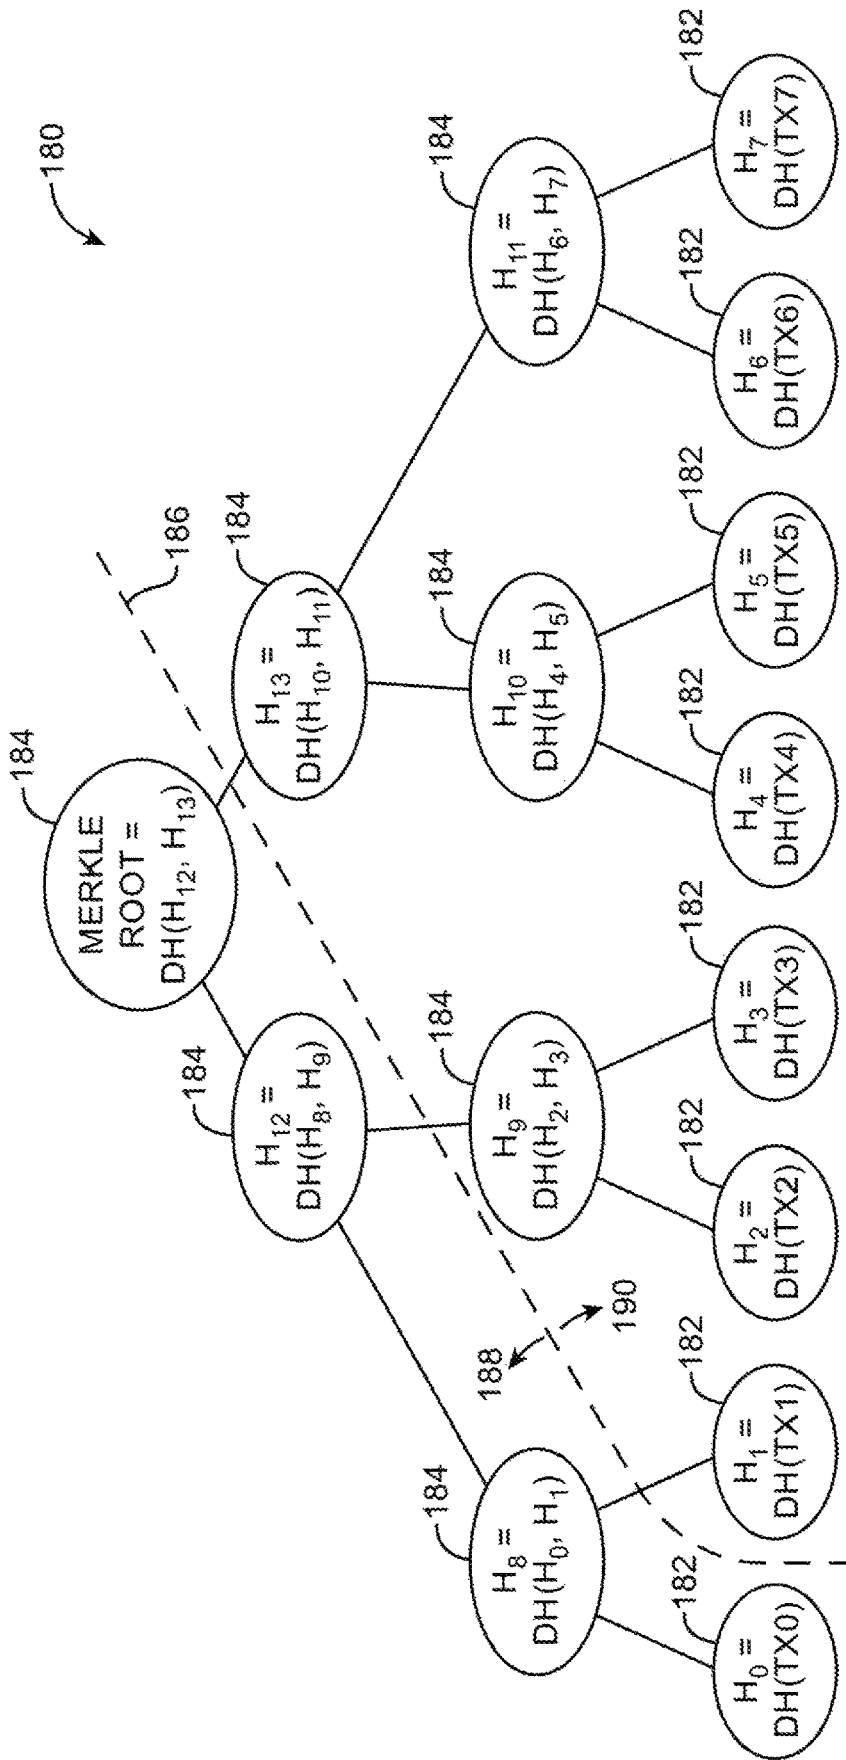 180
184
MERKLE
ROOT =
DH(H₁₂, H₁₃)
186
184
H₁₂ =
DH(H₈, H₉)
184
H₁₃ =
DH(H₁₀, H₁₁)
184
H₈ =
DH(H₀, H₁)
188
190
184
H₉ =
DH(H₂, H₃)
184
H₁₀ =
DH(H₄, H₅)
184
H₁₁ =
DH(H₆, H₇)
182
H₀ =
DH(TX0)
182
H₁ =
DH(TX1)
182
H₂ =
DH(TX2)
182
H₃ =
DH(TX3)
182
H₄ =
DH(TX4)
182
H₅ =
DH(TX5)
182
H₆ =
DH(TX6)
182
H₇ =
DH(TX7)